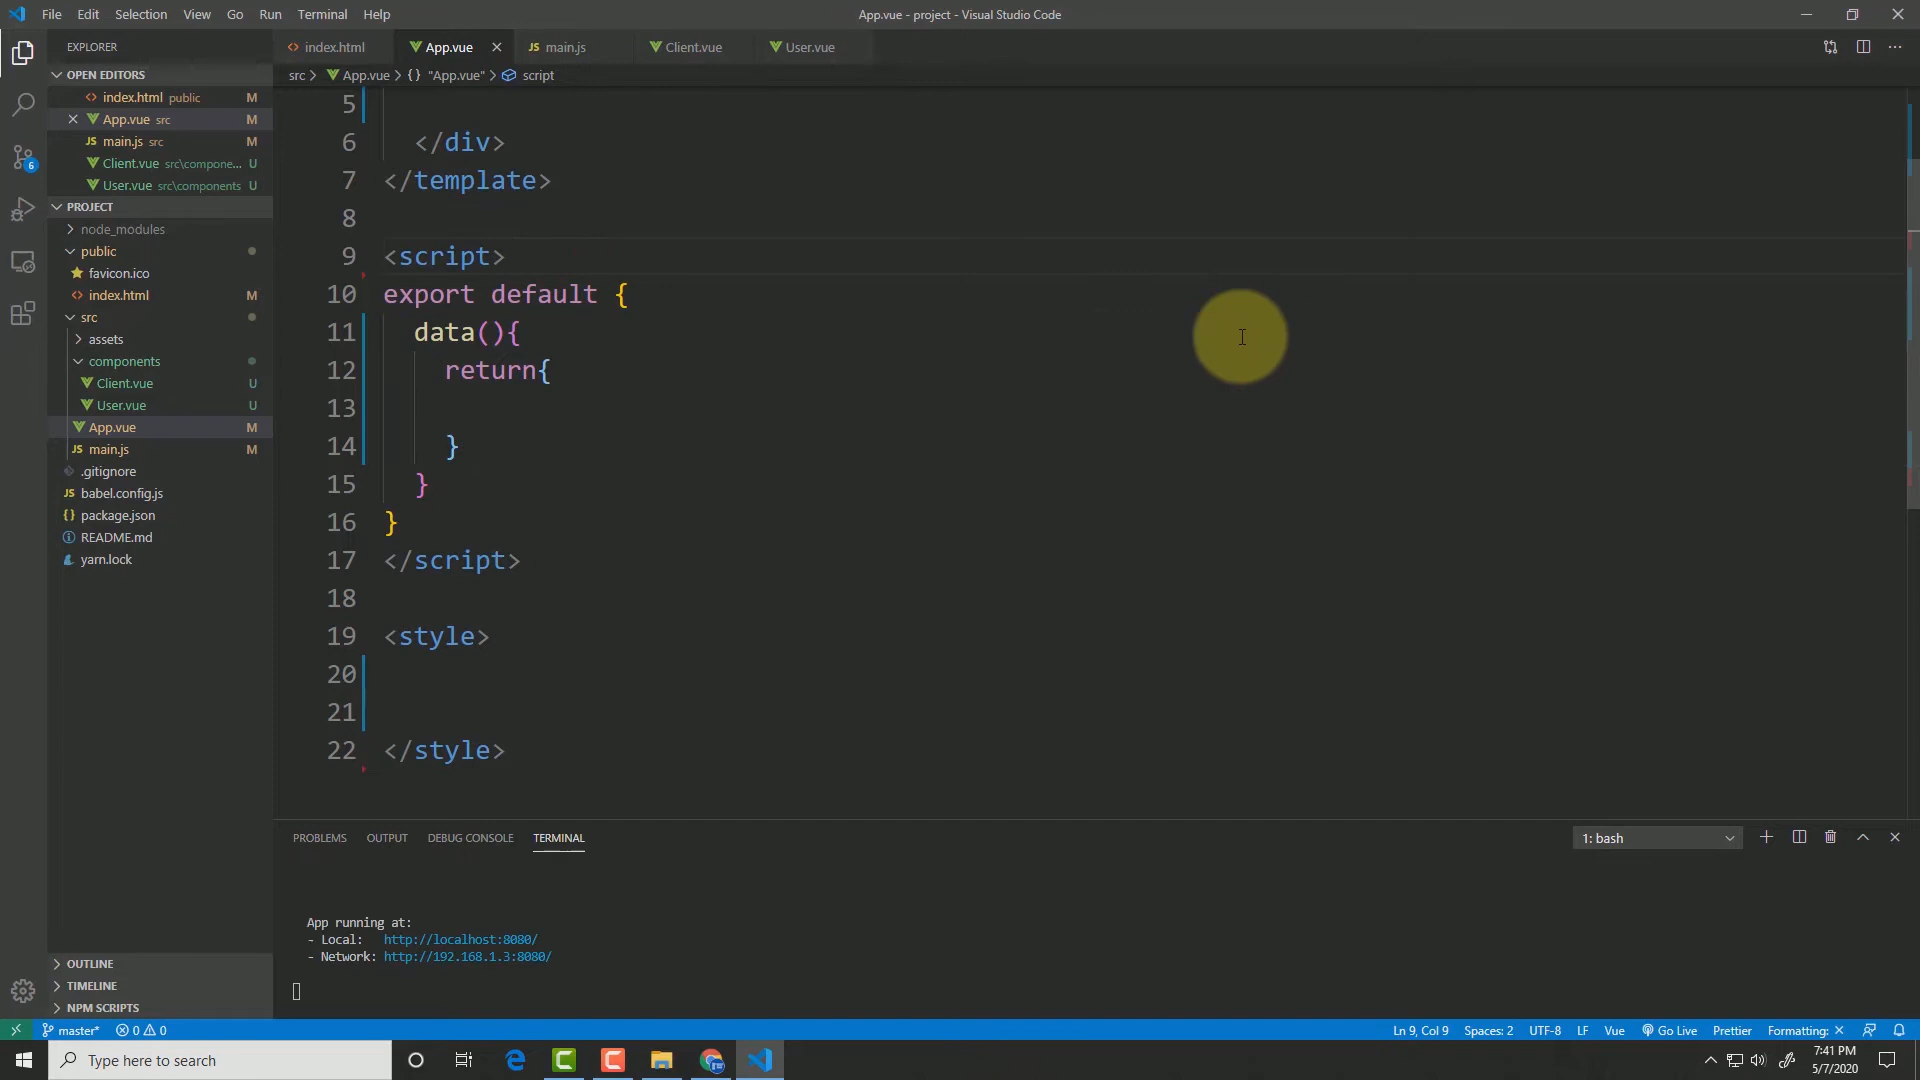 File Edit Selection View Go Run Terminal Help
App.vue - project - Visual Studio Code
EXPLORER
index.html
App.vue
JS main.js
Client.vue
User.vue
OPEN EDITORS
src > App.vue > {} "App.vue" > script
index.html public M
App.vue src M
JS main.js src M
Client.vue src\compone... U
User.vue src\components U
PROJECT
node_modules
public
favicon.ico
index.html M
src
assets
components
Client.vue U
User.vue U
App.vue M
JS main.js M
.gitignore
JS babel.config.js
{} package.json
README.md
yarn.lock
OUTLINE
TIMELINE
NPM SCRIPTS
6
5
6 </div>
7 </template>
8
9 <script>
10 export default {
11 data(){
12 return{
13
14 }
15 }
16 }
17 </script>
18
19 <style>
20
21
22 </style>
PROBLEMS OUTPUT DEBUG CONSOLE TERMINAL
1: bash
App running at:
- Local: http://localhost:8080/
- Network: http://192.168.1.3:8080/
master* 0 0
Ln 9, Col 9 Spaces: 2 UTF-8 LF Vue Go Live Prettier Formatting: ×
Type here to search
7:41 PM
5/7/2020